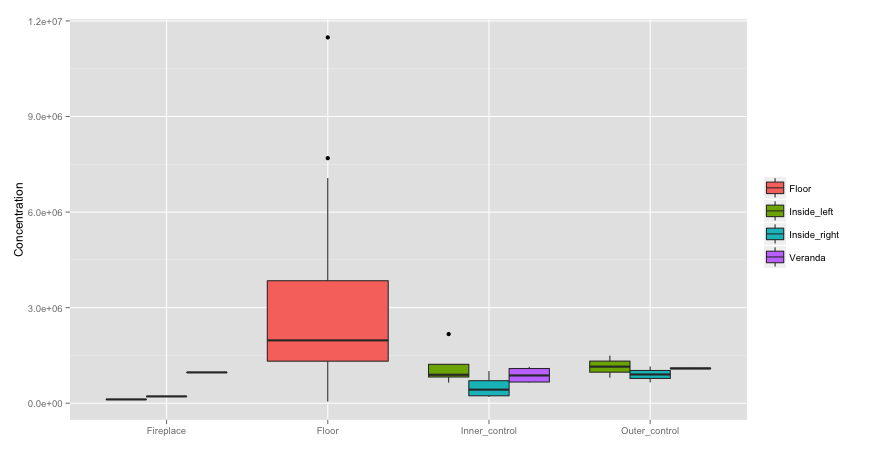 Concentration
1.2e+07
9.0e+06
6.0e+06
3.0e+06
0.0e+00
Fireplace
Floor
Inner_control
Outer_control
Floor
Inside_left
Inside_right
Veranda